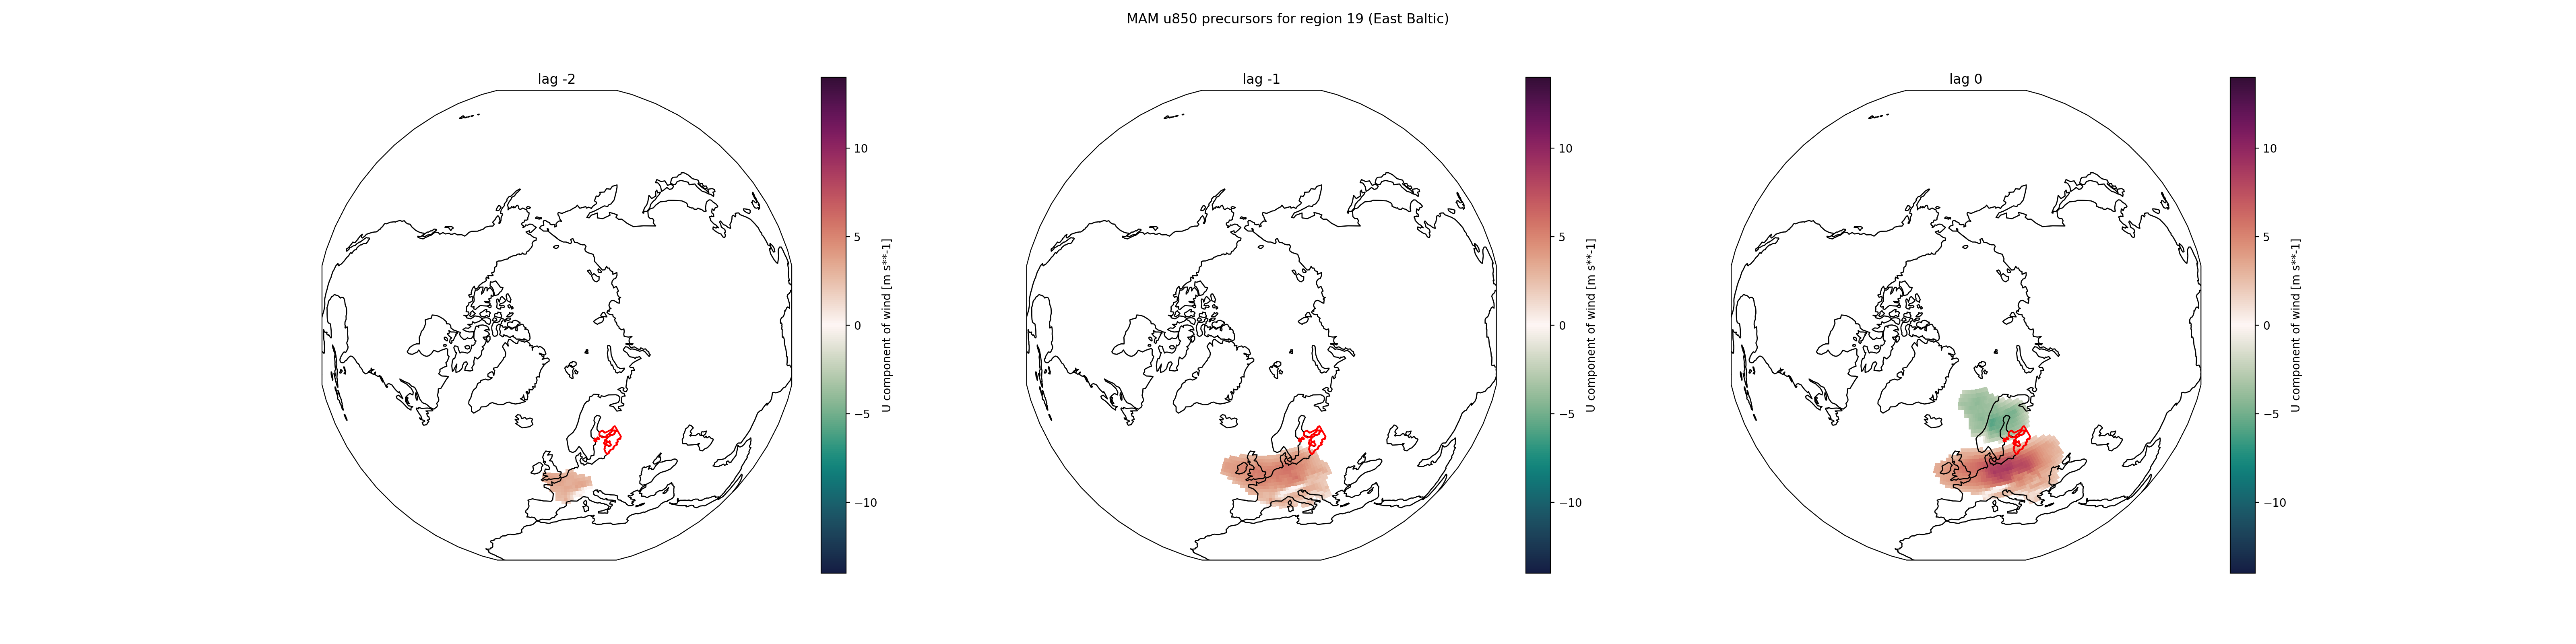 MAM u850 precursors for region 19 (East Baltic)
lag -2
10
5
0
−5
−10
U component of wind [m s**-1]
lag -1
10
5
0
−5
−10
U component of wind [m s**-1]
lag 0
10
5
0
−5
−10
U component of wind [m s**-1]